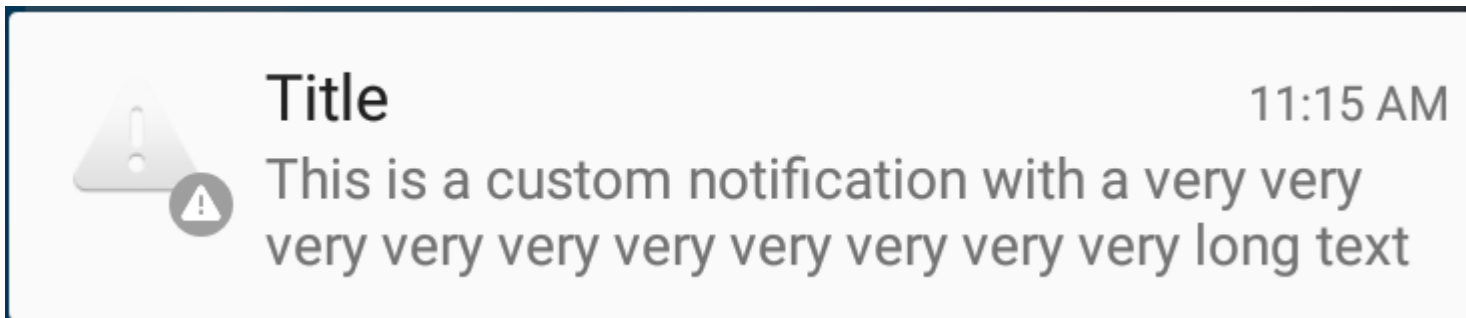 Title
11:15 AM
This is a custom notification with a very very
very very very very very very very very long text